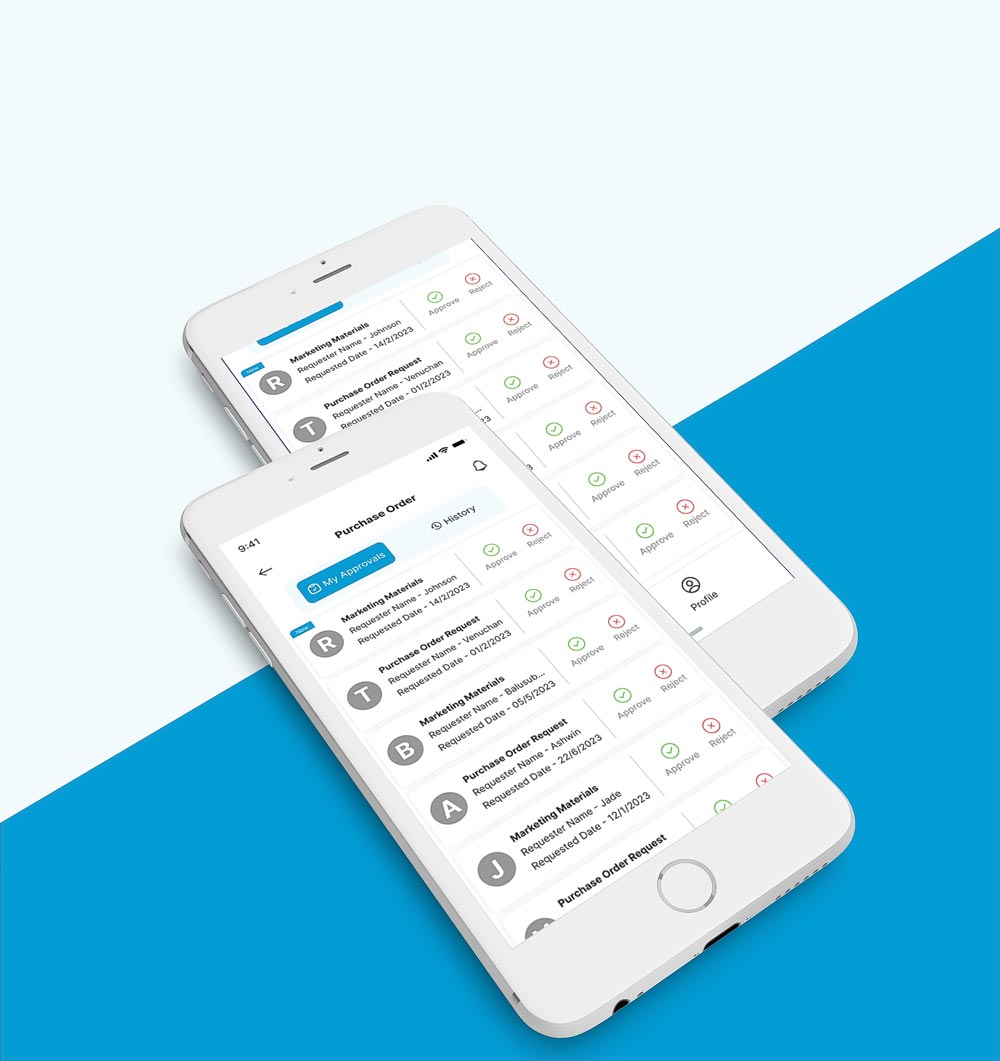 Approve
Reject
Marketing Materials
Requester Name - Johnson
Requested Date - 14/2/2023
New
R
Approve
Reject
Purchase Order Request
Requester Name - Venuchan
Requested Date - 01/2/2023
T
Approve
Reject
Approve
Reject
Approve
Reject
Approve
Reject
Profile
9:41
Purchase Order
My Approvals
History
New
R
Marketing Materials
Requester Name - Johnson
Requested Date - 14/2/2023
Approve
Reject
T
Purchase Order Request
Requester Name - Venuchan
Requested Date - 01/2/2023
Approve
Reject
B
Marketing Materials
Requester Name - Balusub...
Requested Date - 05/5/2023
Approve
Reject
A
Purchase Order Request
Requester Name - Ashwin
Requested Date - 22/6/2023
Approve
Reject
J
Marketing Materials
Requester Name - Jade
Requested Date - 12/1/2023
Approve
Reject
Purchase Order Request